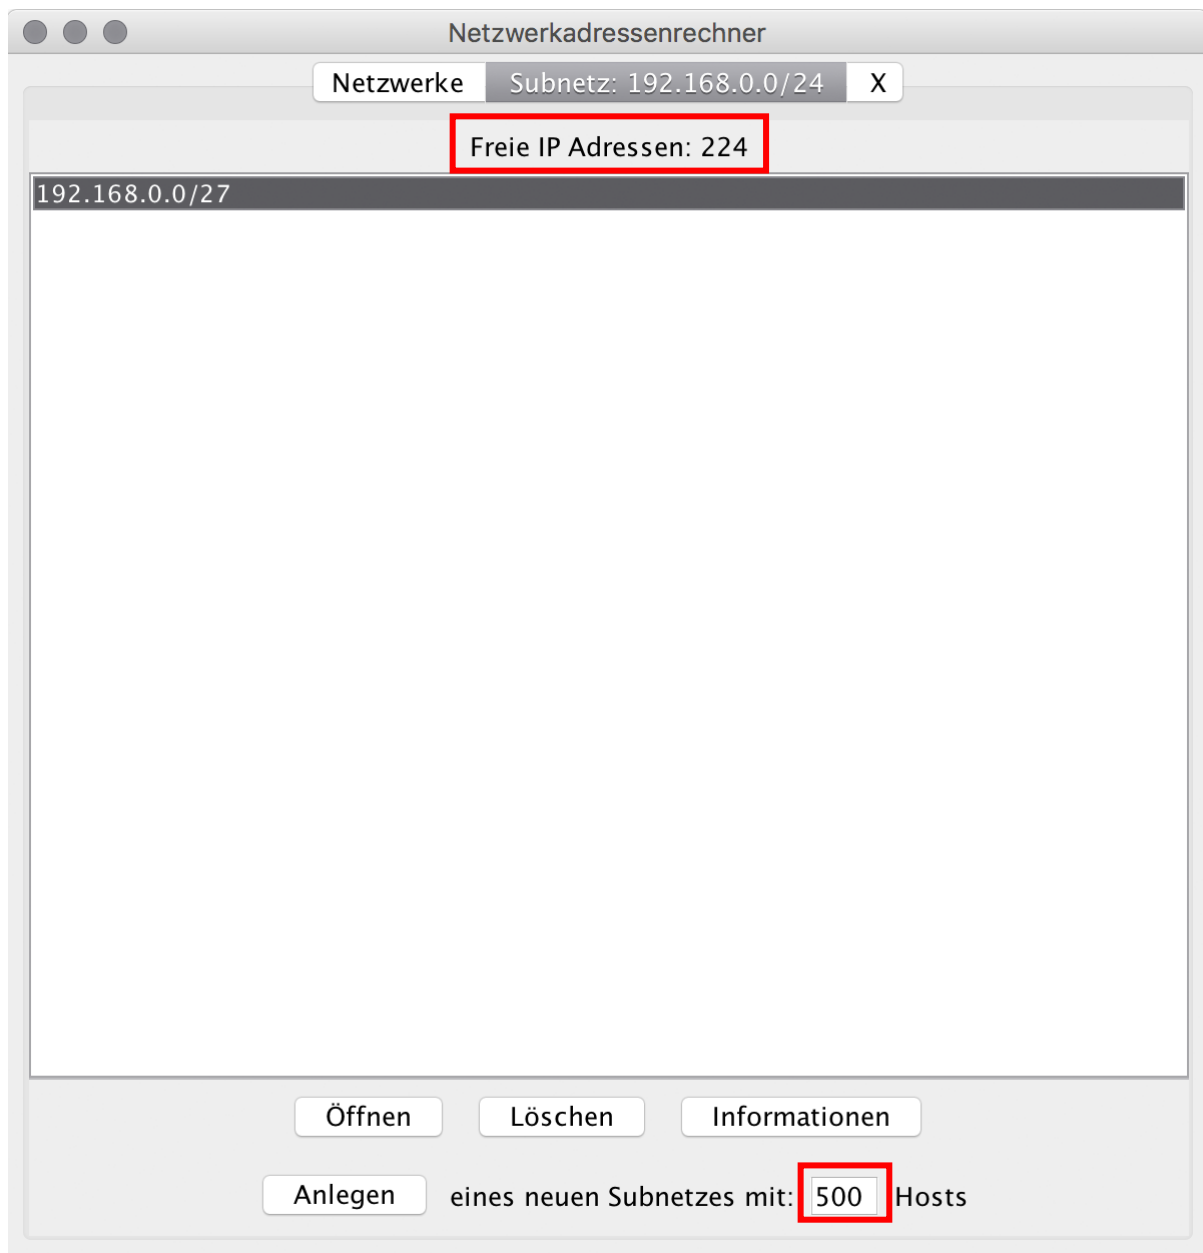 Netzwerkadressenrechner
Netzwerke Subnetz: 192.168.0.0/24 X
Freie IP Adressen: 224
192.168.0.0/27
Öffnen Löschen Informationen
Anlegen eines neuen Subnetzes mit: 500 Hosts